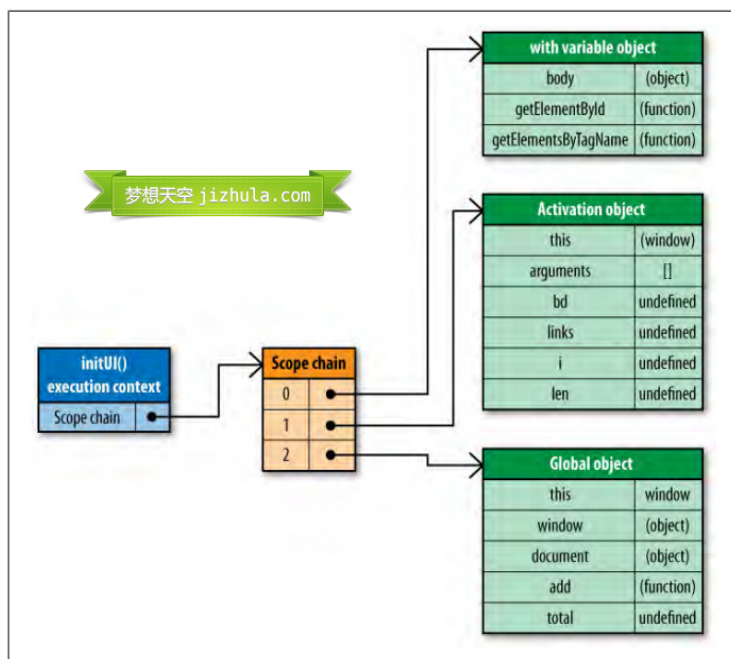 with variable object
body (object)
getElementById (function)
getElementsByTagName (function)
梦想天空 jizhula.com
Activation object
this (window)
arguments []
bd undefined
links undefined
i undefined
len undefined
initUI()
execution context
Scope chain
Scope chain
0
1
2
Global object
this window
window (object)
document (object)
add (function)
total undefined